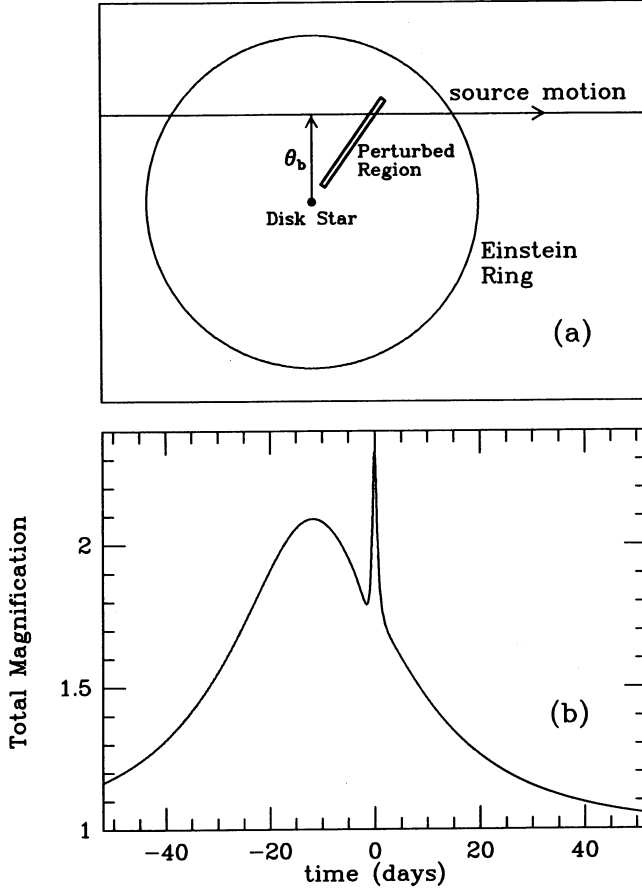 source motion
θb
Perturbed
Region
Disk Star
Einstein
Ring
(a)
Total Magnification
2
1.5
1
(b)
−40 −20 0 20 40
time (days)